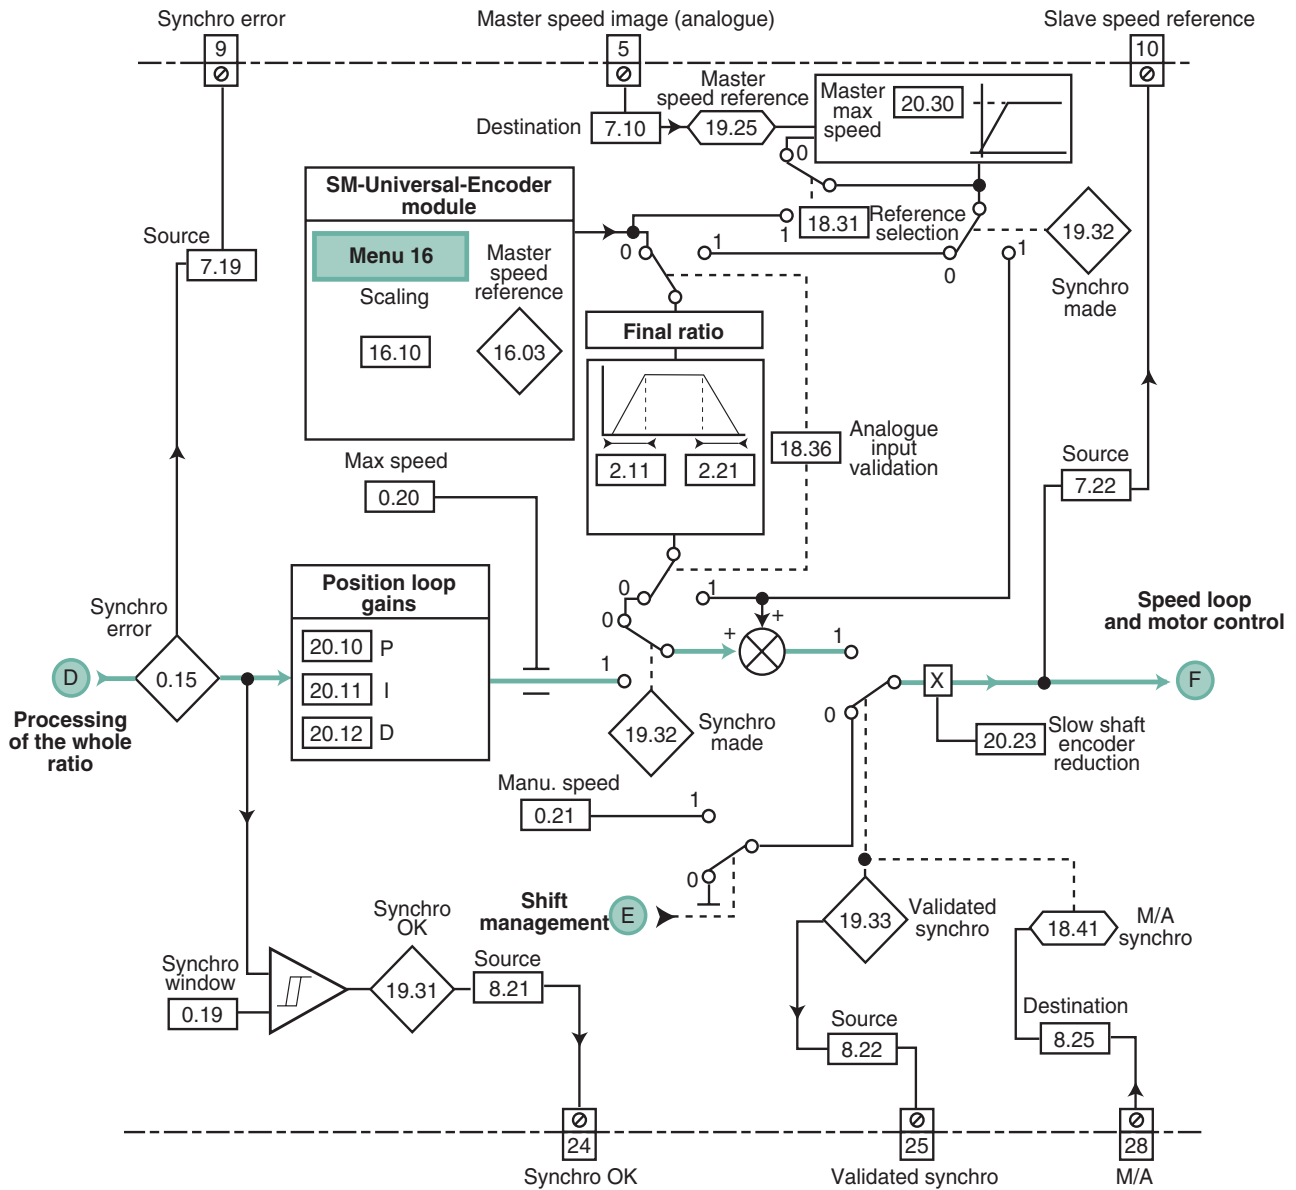 Synchro error
Master speed image (analogue)
Slave speed reference
9
5
10
Master
speed reference
Destination
7.10
19.25
Master
max
speed
20.30
0
SM-Universal-Encoder
module
Menu 16
Scaling
16.10
Master
speed
reference
16.03
Source
7.19
1
18.31
Reference
selection
0
1
0
1
19.32
Synchro
made
Final ratio
2.11
2.21
18.36
Analogue
input
validation
Max speed
0.20
Source
7.22
Position loop
gains
20.10 P
20.11 I
20.12 D
Synchro
error
0.15
D
Processing
of the whole
ratio
0
1
0
+
+
1
1
19.32
Synchro
made
0
X
Speed loop
and motor control
F
20.23
Slow shaft
encoder
reduction
Manu. speed
0.21
1
0
Shift
management
E
Synchro
OK
19.31
Source
8.21
Synchro
window
0.19
19.33
Validated
synchro
18.41
M/A
synchro
Source
8.22
Destination
8.25
24
25
28
Synchro OK
Validated synchro
M/A